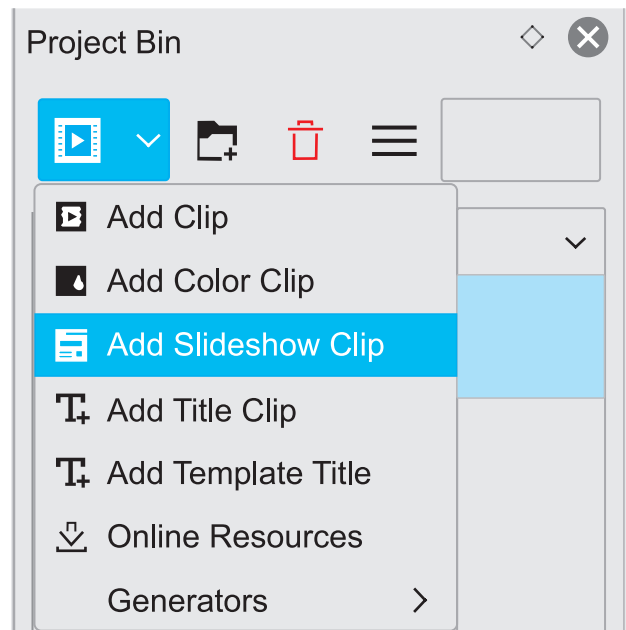 Project Bin
Add Clip
Add Color Clip
Add Slideshow Clip
Add Title Clip
Add Template Title
Online Resources
Generators